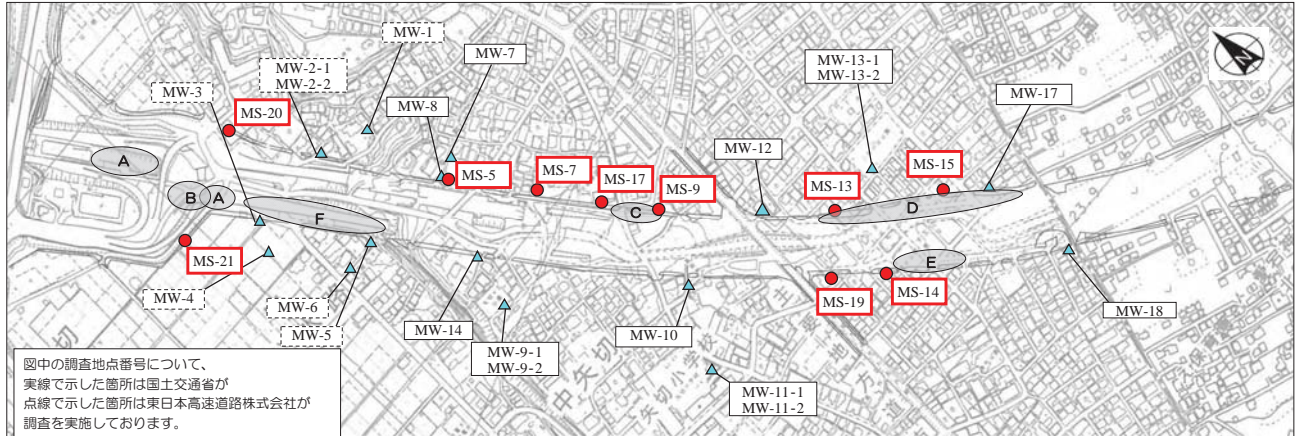 MW-1
MW-7
MW-2-1
MW-2-2
MW-3
MS-20
MW-8
MW-13-1
MW-13-2
MW-17
N
A
MS-5
MS-7
MS-17
MS-9
MW-12
MS-13
MS-15
B
A
F
C
D
MS-21
E
MW-4
MW-6
MW-5
MW-14
MW-9-1
MW-9-2
MW-10
MS-19
MS-14
MW-18
MW-11-1
MW-11-2
中矢切
図中の調査地点番号について、
実線で示した箇所は国土交通省が
点線で示した箇所は東日本高速道路株式会社が
調査を実施しております。